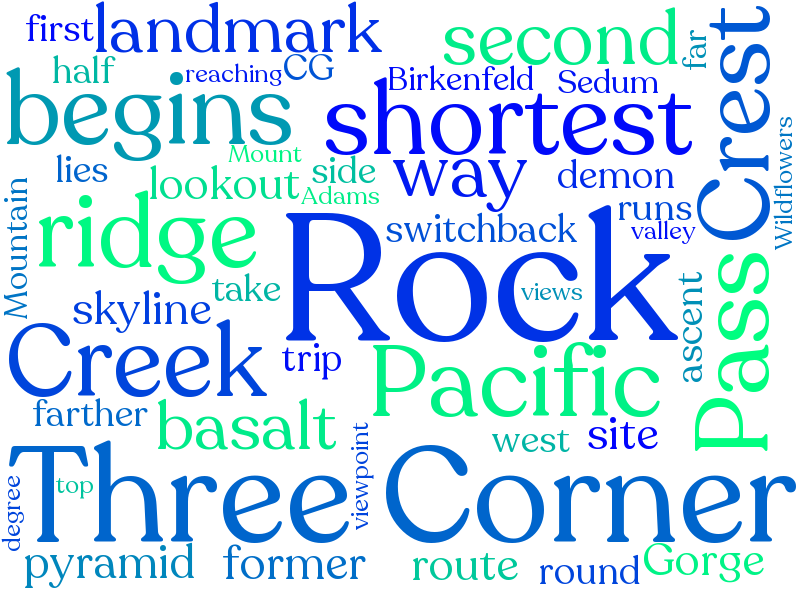 first
landmark
second
far
Crest
half
reaching
CG
Birkenfeld
Sedum
begins
shortest
Wildflowers
Mount
lies
side
way
demon
lookout
Adams
Mountain
ridge
Rock
switchback
runs
valley
take
views
skyline
Pass
ascent
Creek
trip
Pacific
farther
basalt
west
site
viewpoint
Three
Corner
top
degree
pyramid
former
route
round
Gorge